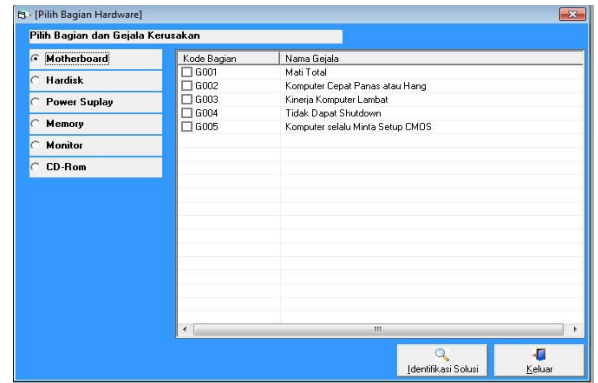 [Pilih Bagian Hardware]
Pilih Bagian dan Gejala Kerusakan
Motherboard
Hardisk
Power Suplay
Memory
Monitor
CD-Rom
Kode Bagian Nama Gejala
G001 Mati Total
G002 Komputer Cepat Panas atau Hang
G003 Kinerja Komputer Lambat
G004 Tidak Dapat Shutdown
G005 Komputer selalu Minta Setup CMOS
Identifikasi Solusi
Keluar